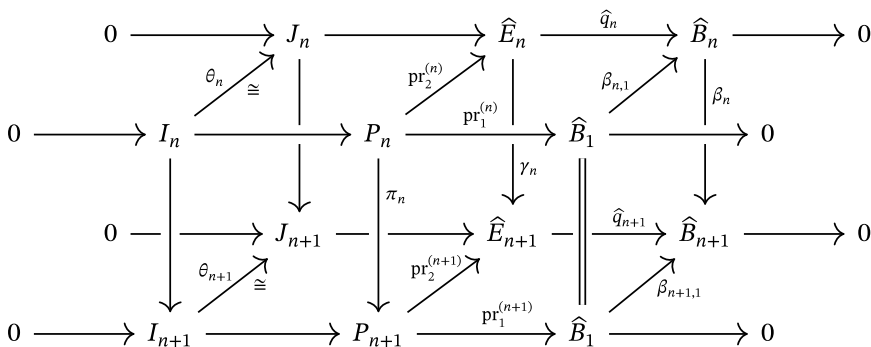 0 J_n Ê_n q̂_n B̂_n 0
θ_n ≅ pr_2^{(n)} β_{n,1} β_n
0 I_n P_n pr_1^{(n)} B̂_1 0
π_n γ_n
0 J_{n+1} Ê_{n+1} q̂_{n+1} B̂_{n+1} 0
θ_{n+1} ≅ pr_2^{(n+1)} β_{n+1,1}
0 I_{n+1} P_{n+1} pr_1^{(n+1)} B̂_1 0